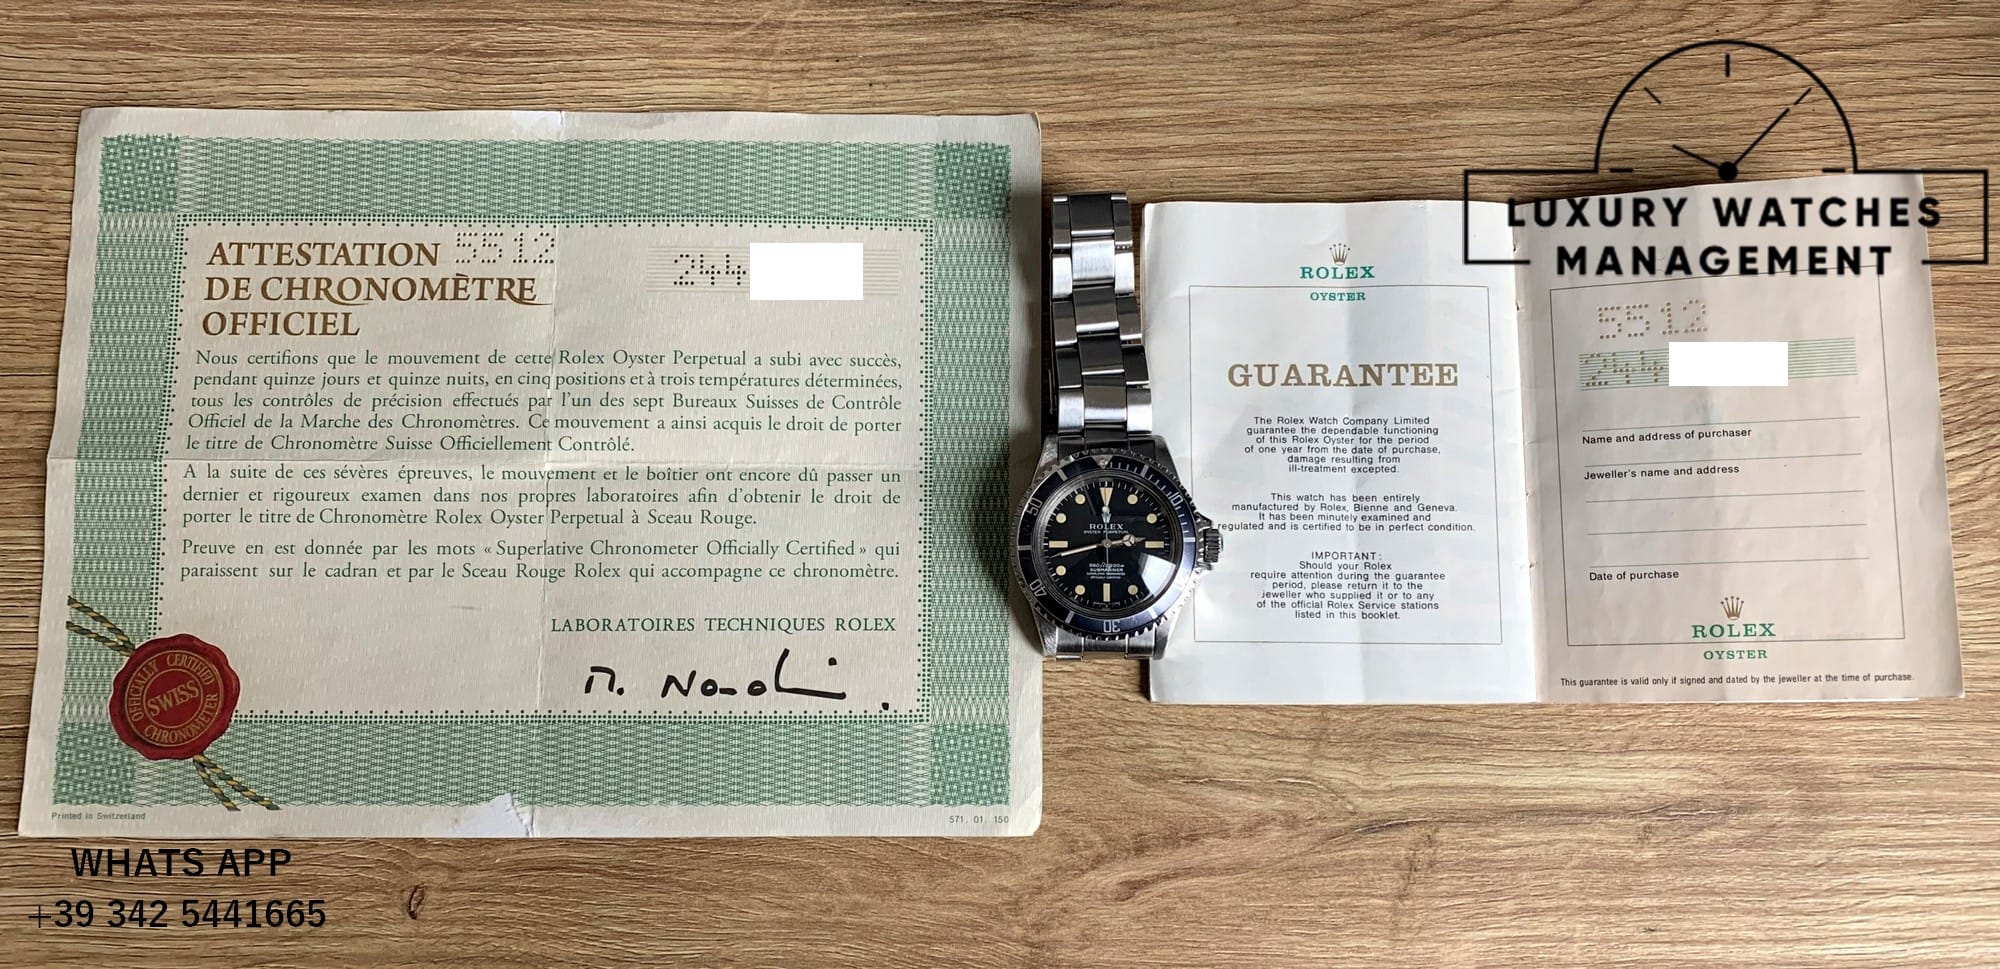 LUXURY WATCHES
MANAGEMENT
ATTESTATION 5512
DE CHRONOMÈTRE
OFFICIEL
244
Nous certifions que le mouvement de cette Rolex Oyster Perpetual a subi avec succès,
pendant quinze jours et quinze nuits, en cinq positions et à trois températures déterminées,
tous les contrôles de précision effectués par l'un des sept Bureaux Suisses de Contrôle
Officiel de la Marche des Chronomètres. Ce mouvement a ainsi acquis le droit de porter
le titre de Chronomètre Suisse Officiellement Contrôlé.
A la suite de ces sévères épreuves, le mouvement et le boîtier ont encore dû passer un
dernier et rigoureux examen dans nos propres laboratoires afin d'obtenir le droit de
porter le titre de Chronomètre Rolex Oyster Perpetual à Sceau Rouge.
Preuve en est donnée par les mots « Superlative Chronometer Officially Certified » qui
paraissent sur le cadran et par le Sceau Rouge Rolex qui accompagne ce chronomètre.
LABORATOIRES TECHNIQUES ROLEX
OFFICIALLY CERTIFIED
SWISS
CHRONOMETER
Printed in Switzerland
571. 01. 150
50
10
40
30
ROLEX
OYSTER PERPETUAL
SUBMARINER
ROLEX
OYSTER
GUARANTEE
The Rolex Watch Company Limited
guarantee the dependable functioning
of this Rolex Oyster for the period
of one year from the date of purchase,
damage resulting from
ill-treatment excepted.
This watch has been entirely
manufactured by Rolex, Bienne and Geneva.
It has been minutely examined and
regulated and is certified to be in perfect condition.
IMPORTANT:
Should your Rolex
require attention during the guarantee
period, please return it to the
jeweller who supplied it or to any
of the official Rolex Service stations
listed in this booklet.
5512
244
Name and address of purchaser
Jeweller's name and address
Date of purchase
ROLEX
OYSTER
This guarantee is valid only if signed and dated by the jeweller at the time of purchase.
WHATS APP
+39 342 5441665